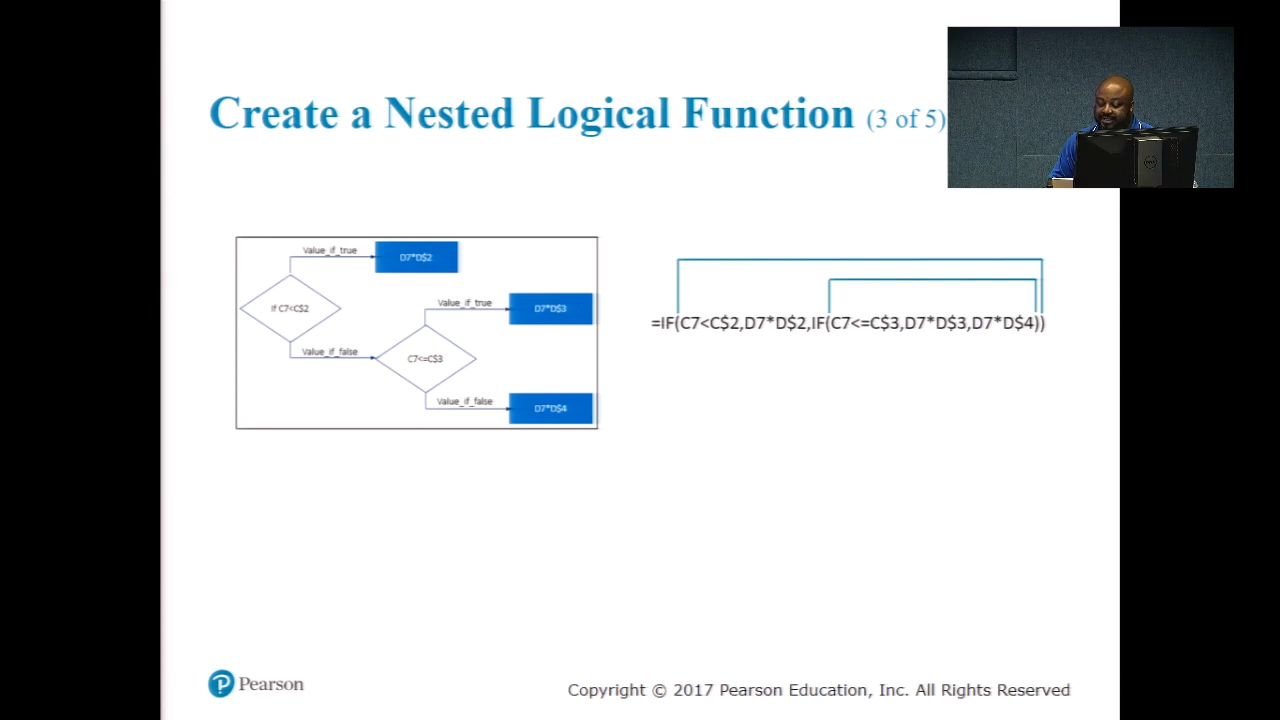 Create a Nested Logical Function (3 of 5)
Value_if_true
D7*D$2
If C7<C$2
Value_if_true
D7*D$3
Value_if_false
C7<=C$3
Value_if_false
D7*D$4
=IF(C7<C$2,D7*D$2,IF(C7<=C$3,D7*D$3,D7*D$4))
Pearson
Copyright © 2017 Pearson Education, Inc. All Rights Reserved